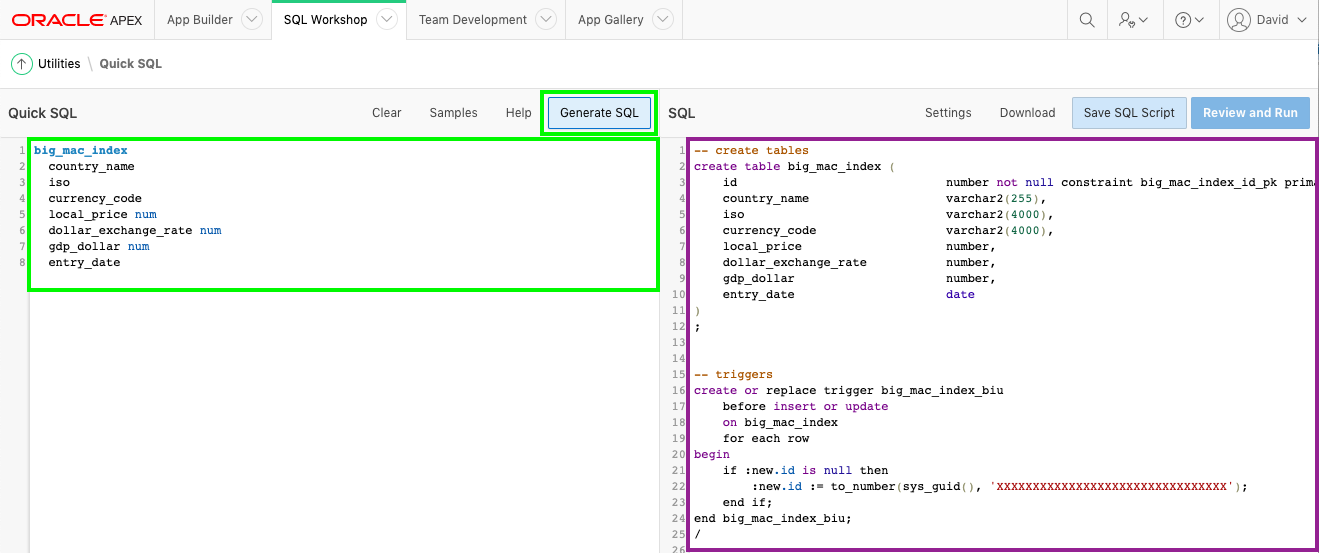 ORACLE APEX App Builder SQL Workshop Team Development App Gallery David
Utilities \ Quick SQL
Quick SQL Clear Samples Help Generate SQL
1 big_mac_index
2 country_name
3 iso
4 currency_code
5 local_price num
6 dollar_exchange_rate num
7 gdp_dollar num
8 entry_date
SQL Settings Download Save SQL Script Review and Run
1 -- create tables
2 create table big_mac_index (
3 id number not null constraint big_mac_index_id_pk prima
4 country_name varchar2(255),
5 iso varchar2(4000),
6 currency_code varchar2(4000),
7 local_price number,
8 dollar_exchange_rate number,
9 gdp_dollar number,
10 entry_date date
11 )
12 ;
13
14
15 -- triggers
16 create or replace trigger big_mac_index_biu
17 before insert or update
18 on big_mac_index
19 for each row
20 begin
21 if :new.id is null then
22 :new.id := to_number(sys_guid(), 'XXXXXXXXXXXXXXXXXXXXXXXXXXXXXXXX');
23 end if;
24 end big_mac_index_biu;
25 /
26